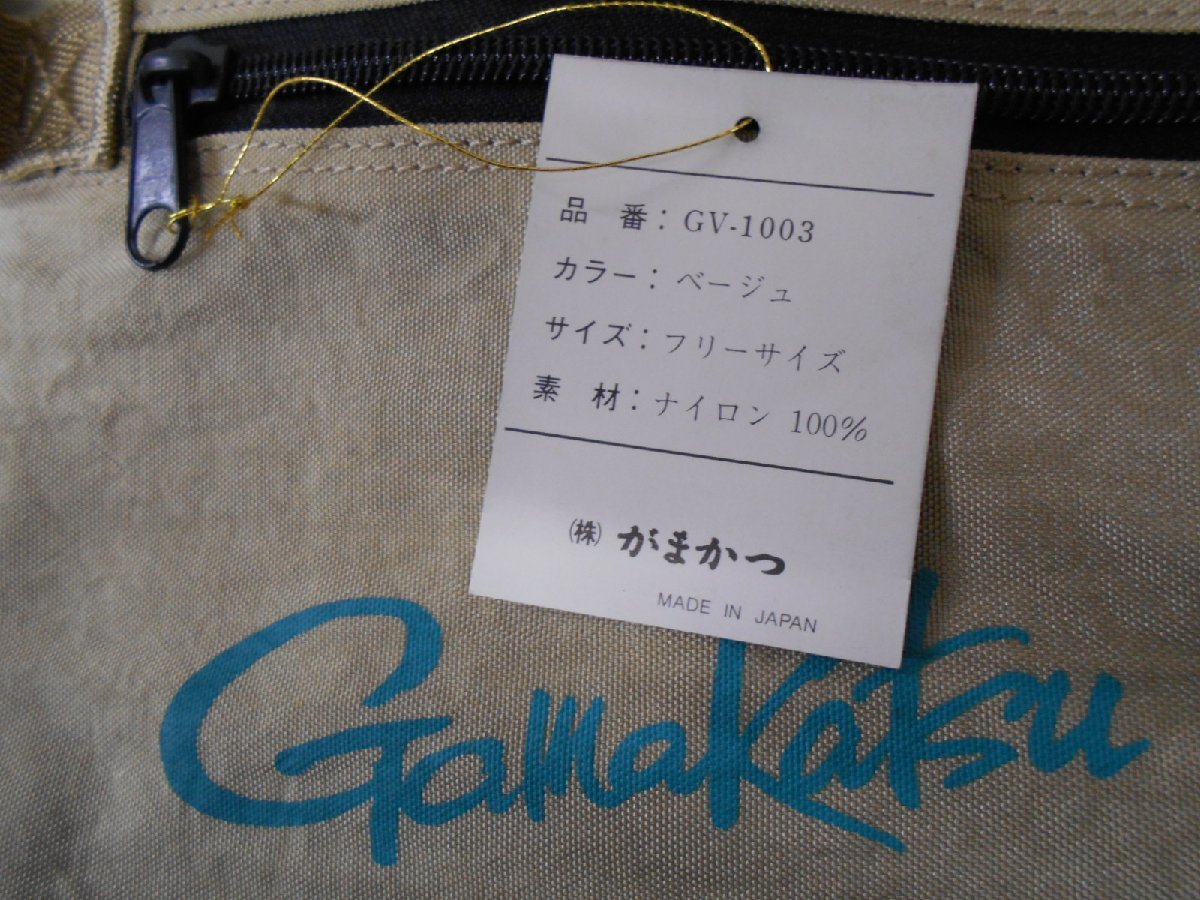 品 番：GV-1003
カラー：ベージュ
サイズ：フリーサイズ
素 材：ナイロン 100%
㈱ がまかつ
MADE IN JAPAN
Gamakatsu